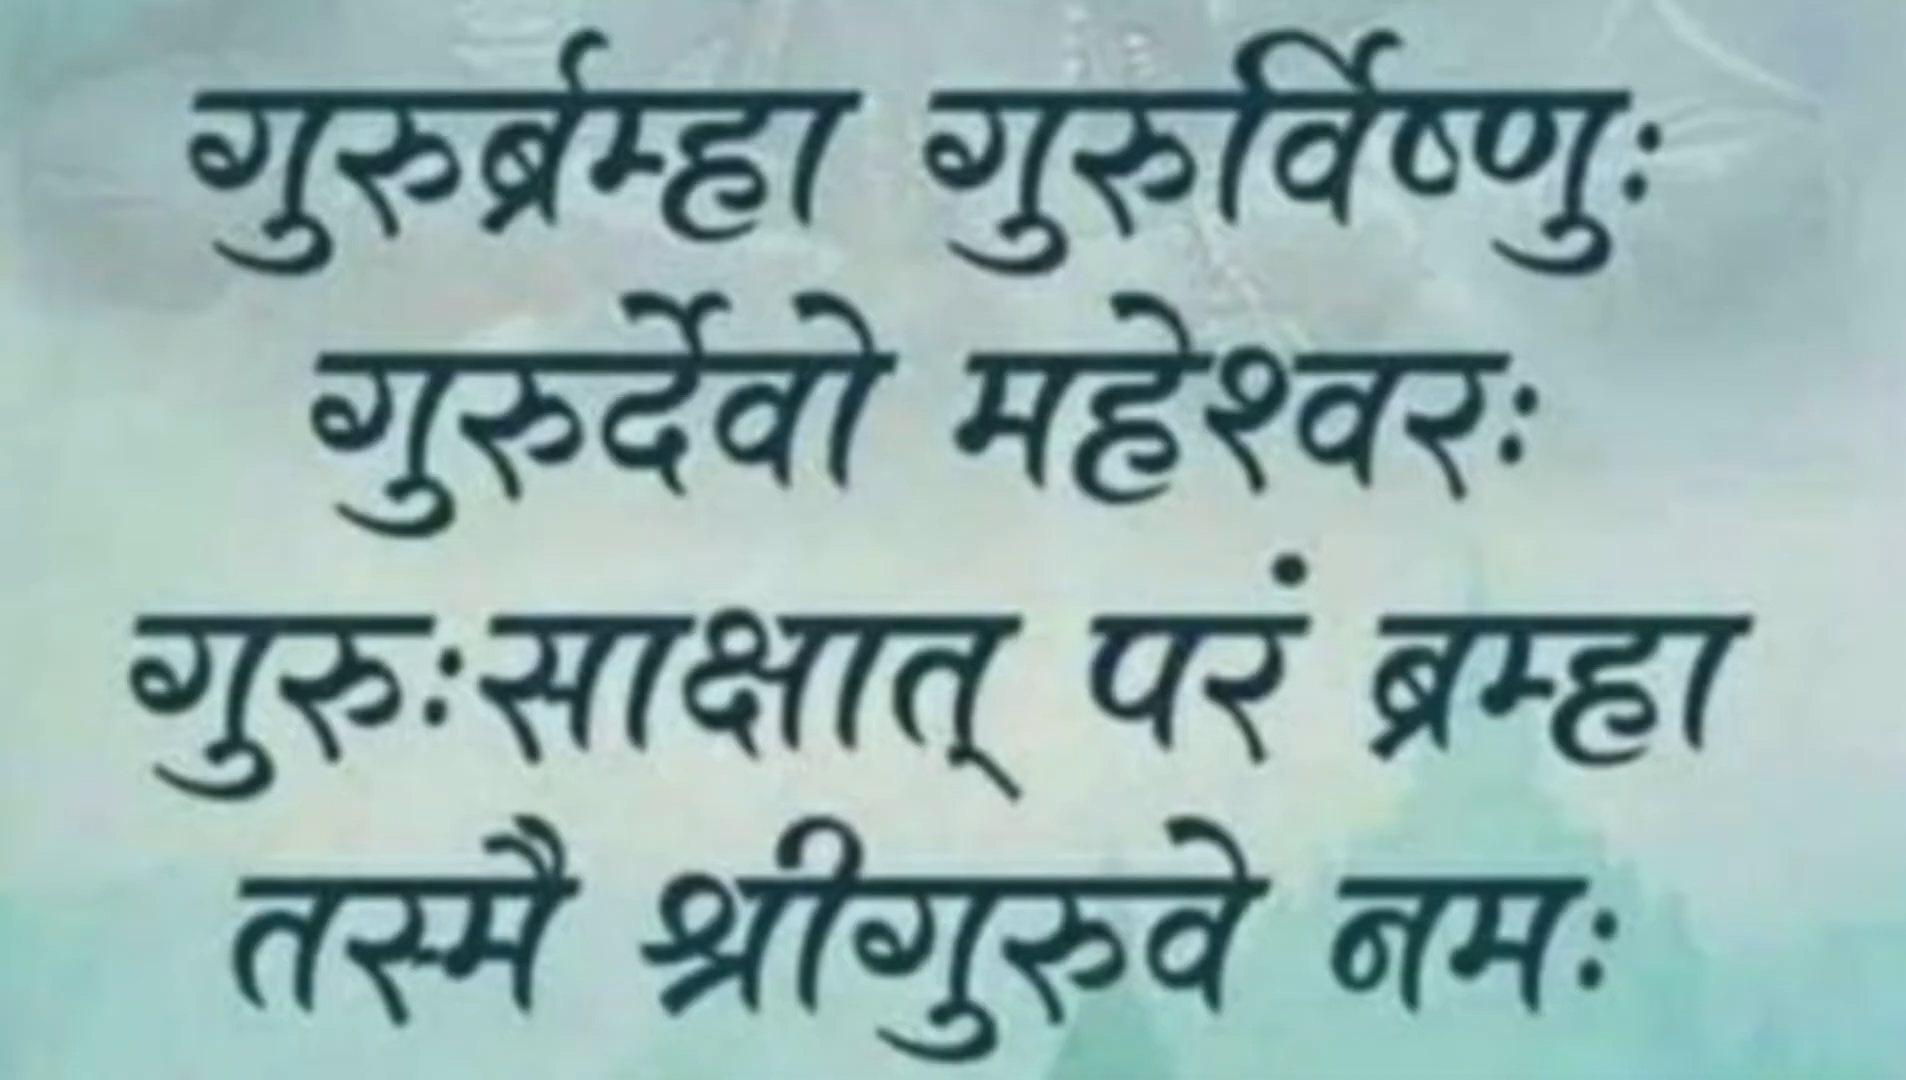 गुरुर्ब्रम्हा गुरुर्विष्णुः
गुरुर्देवो महेश्वरः
गुरुःसाक्षात् परं ब्रम्हा
तस्मै श्रीगुरुवे नमः